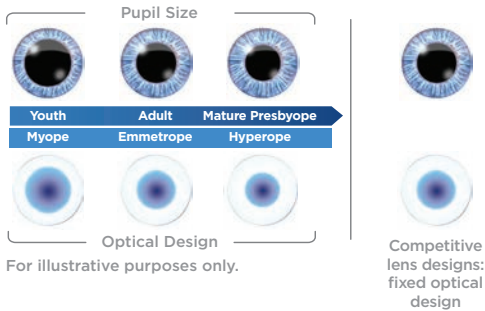 Pupil Size
Youth Adult Mature Presbyope
Myope Emmetrope Hyperope
Optical Design
For illustrative purposes only.
Competitive
lens designs:
fixed optical
design